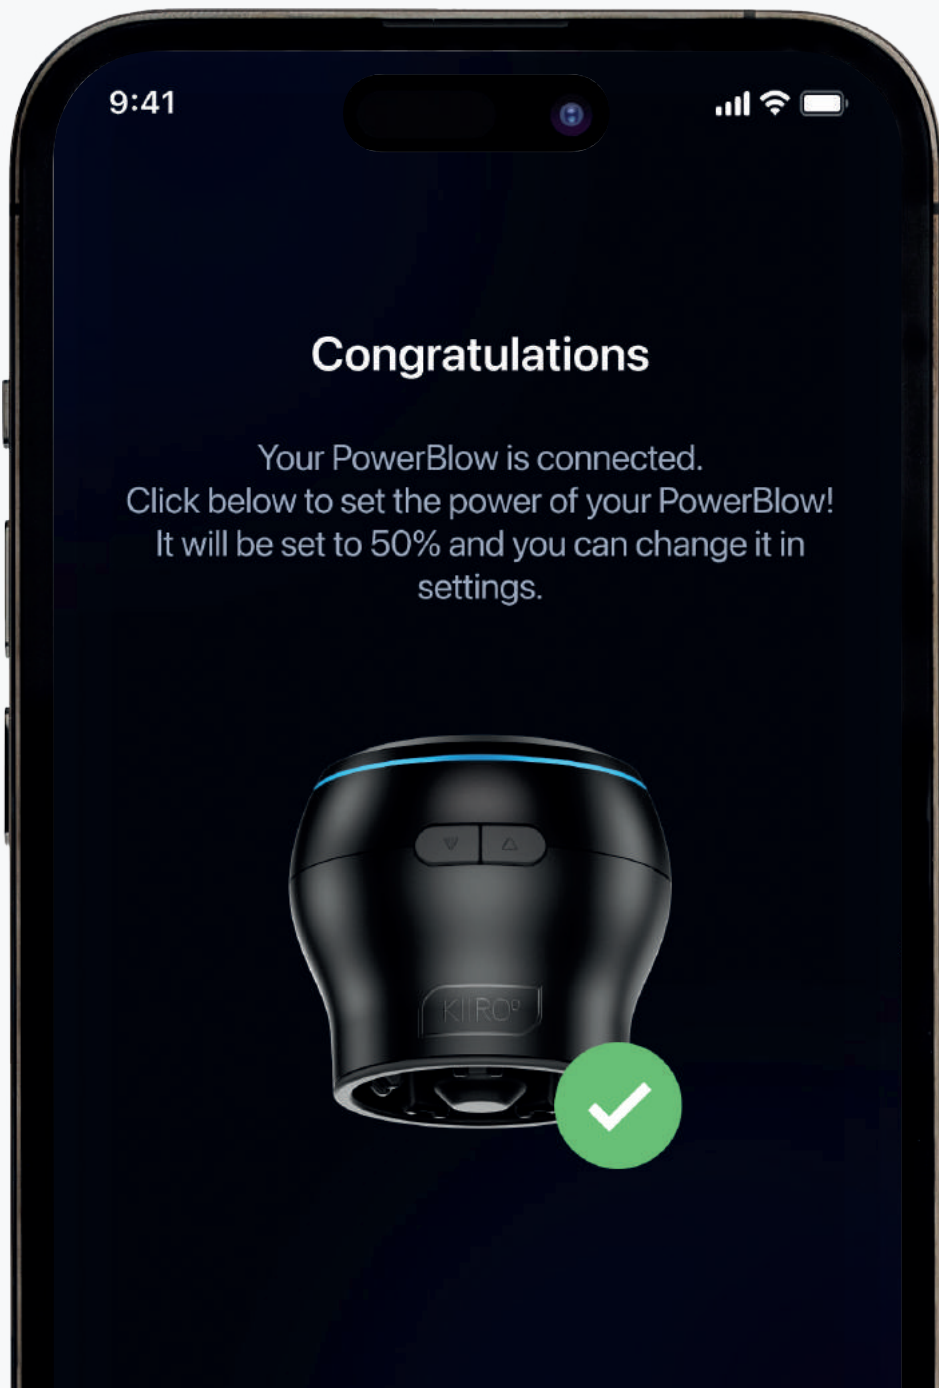 9:41
Congratulations
Your PowerBlow is connected.
Click below to set the power of your PowerBlow!
It will be set to 50% and you can change it in
settings.
KIIROO